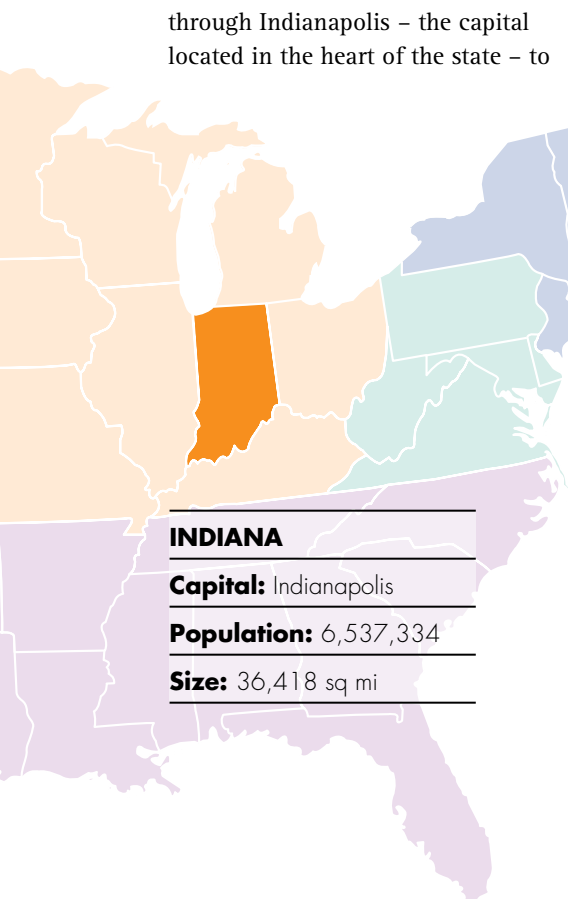 through Indianapolis – the capital
located in the heart of the state – to
INDIANA
Capital: Indianapolis
Population: 6,537,334
Size: 36,418 sq mi